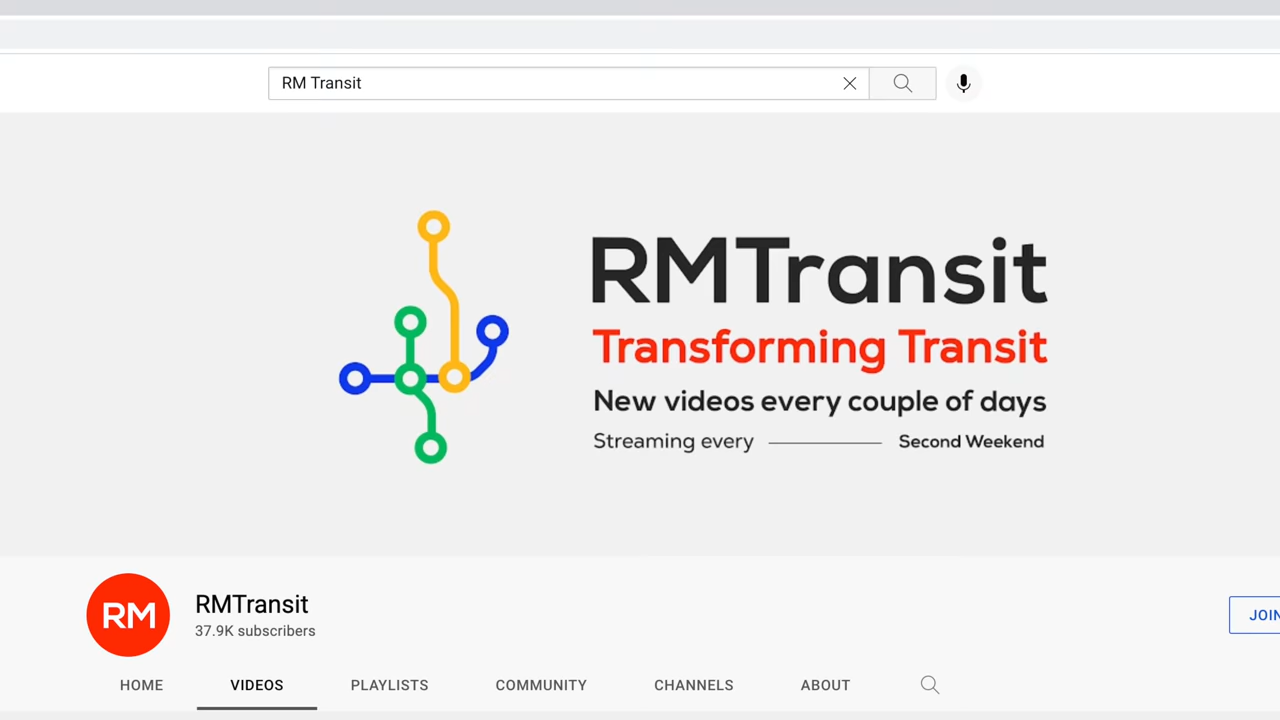 RM Transit
RMTransit
Transforming Transit
New videos every couple of days
Streaming every Second Weekend
RM
RMTransit
37.9K subscribers
JOIN
HOME VIDEOS PLAYLISTS COMMUNITY CHANNELS ABOUT